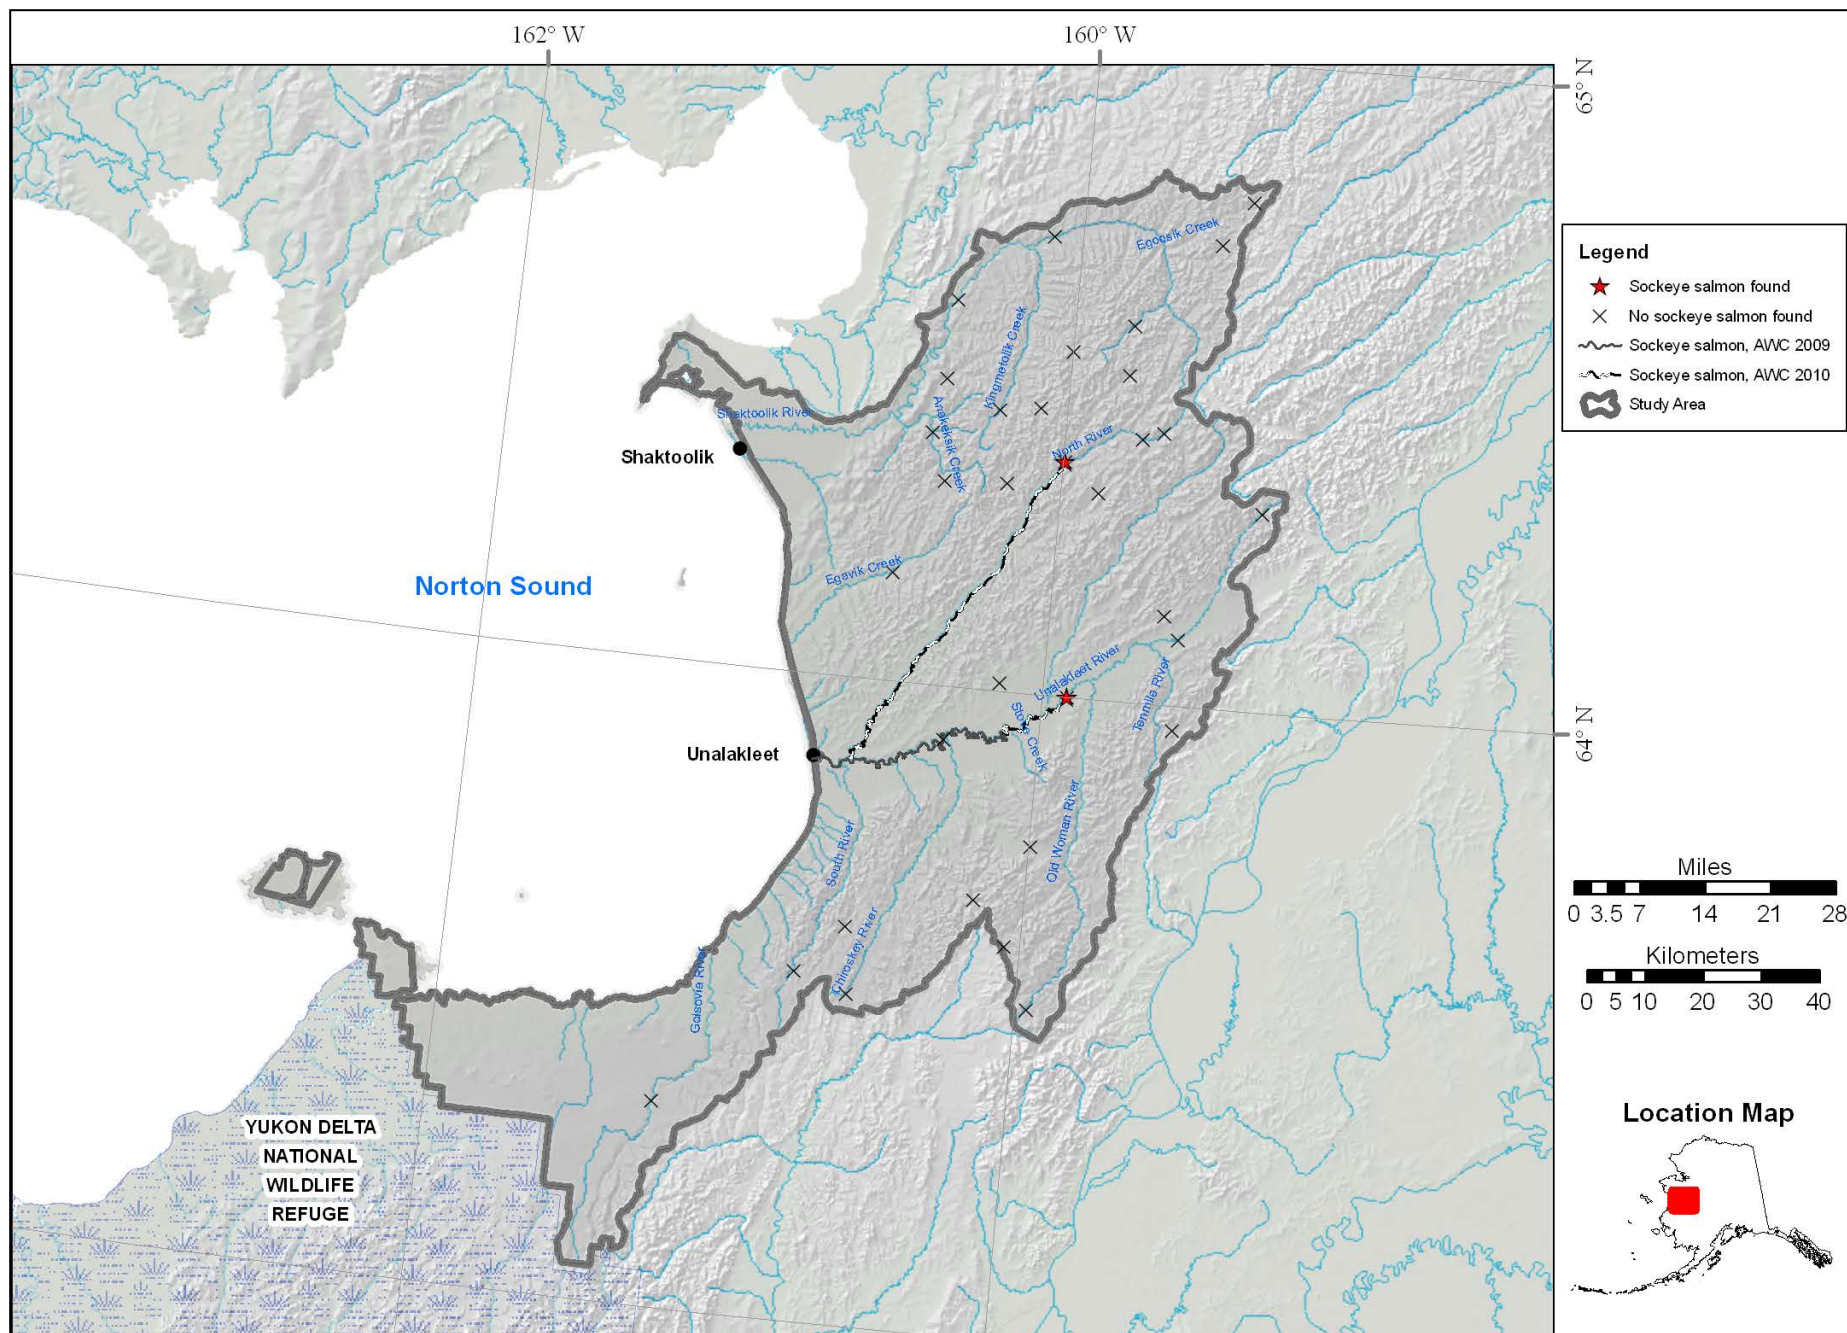 162° W
160° W
65° N
Legend
Sockeye salmon found
No sockeye salmon found
Sockeye salmon, AWC 2009
Sockeye salmon, AWC 2010
Study Area
Egoosik Creek
Kingmetolik Creek
Shaktoolik River
Anakeksik Creek
North River
Shaktoolik
Egavik Creek
Norton Sound
Unalakleet River
Tenmile River
Stove Creek
64° N
Unalakleet
Old Woman River
South River
Chiroskey River
Golsovia River
Miles
0 3.5 7 14 21 28
Kilometers
0 5 10 20 30 40
YUKON DELTA
NATIONAL
WILDLIFE
REFUGE
Location Map